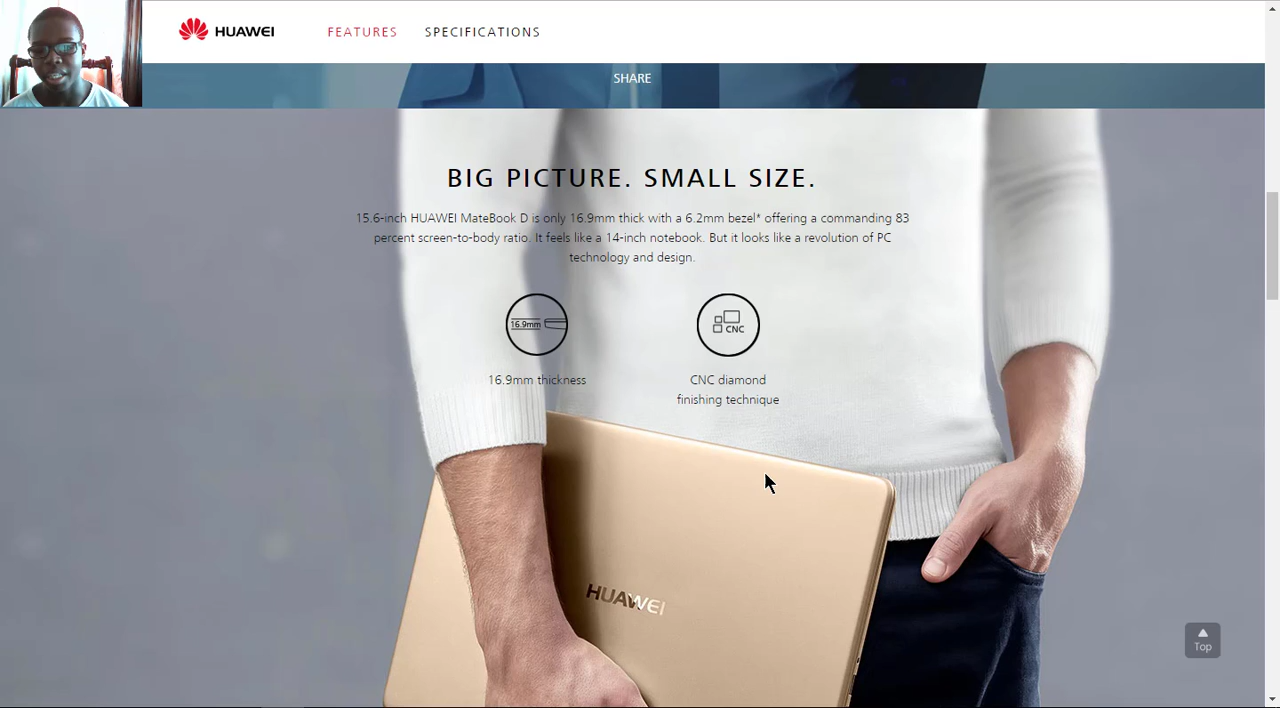 HUAWEI
FEATURES
SPECIFICATIONS
SHARE
BIG PICTURE. SMALL SIZE.
15.6-inch HUAWEI MateBook D is only 16.9mm thick with a 6.2mm bezel* offering a commanding 83
percent screen-to-body ratio. It feels like a 14-inch notebook. But it looks like a revolution of PC
technology and design.
16.9mm
CNC
16.9mm thickness
CNC diamond
finishing technique
HUAWEI
Top